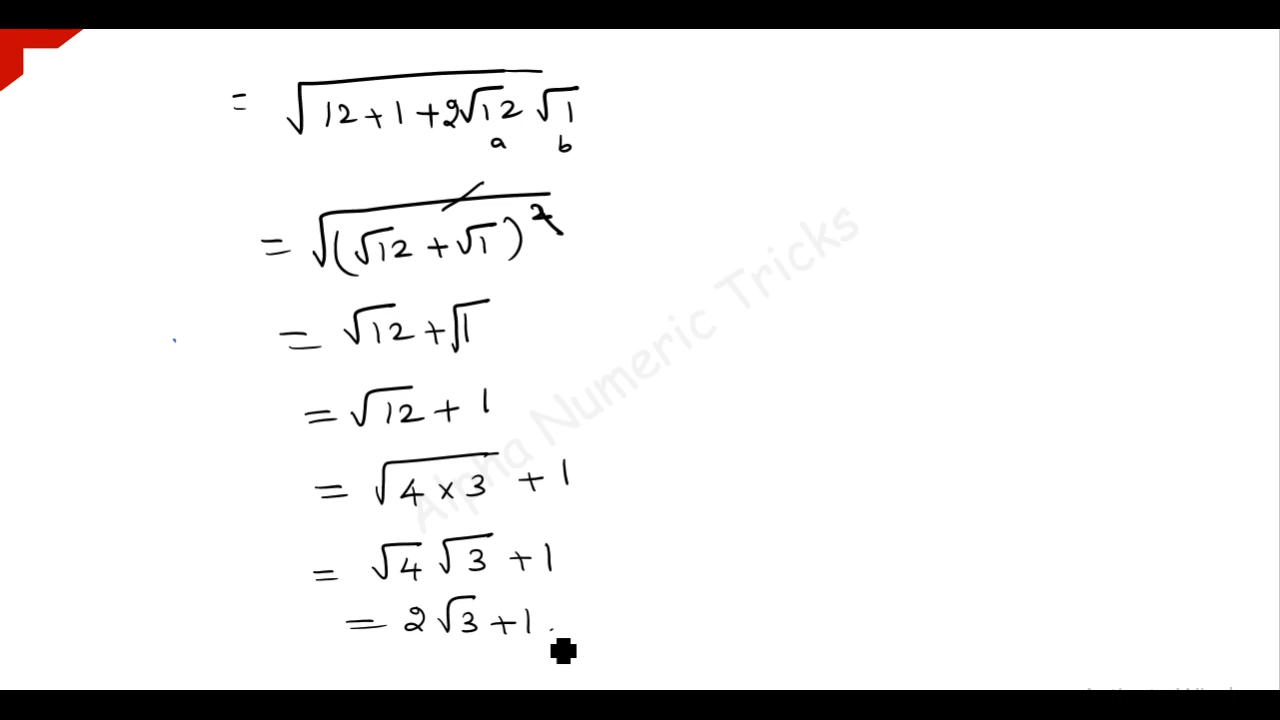 = √12+1+2√12 √1
a b
= √(√12 + √1)²
= √12 + √1
= √12 + 1
= √4×3 + 1
= √4 √3 + 1
= 2√3 + 1.
Alpha Numeric Tricks